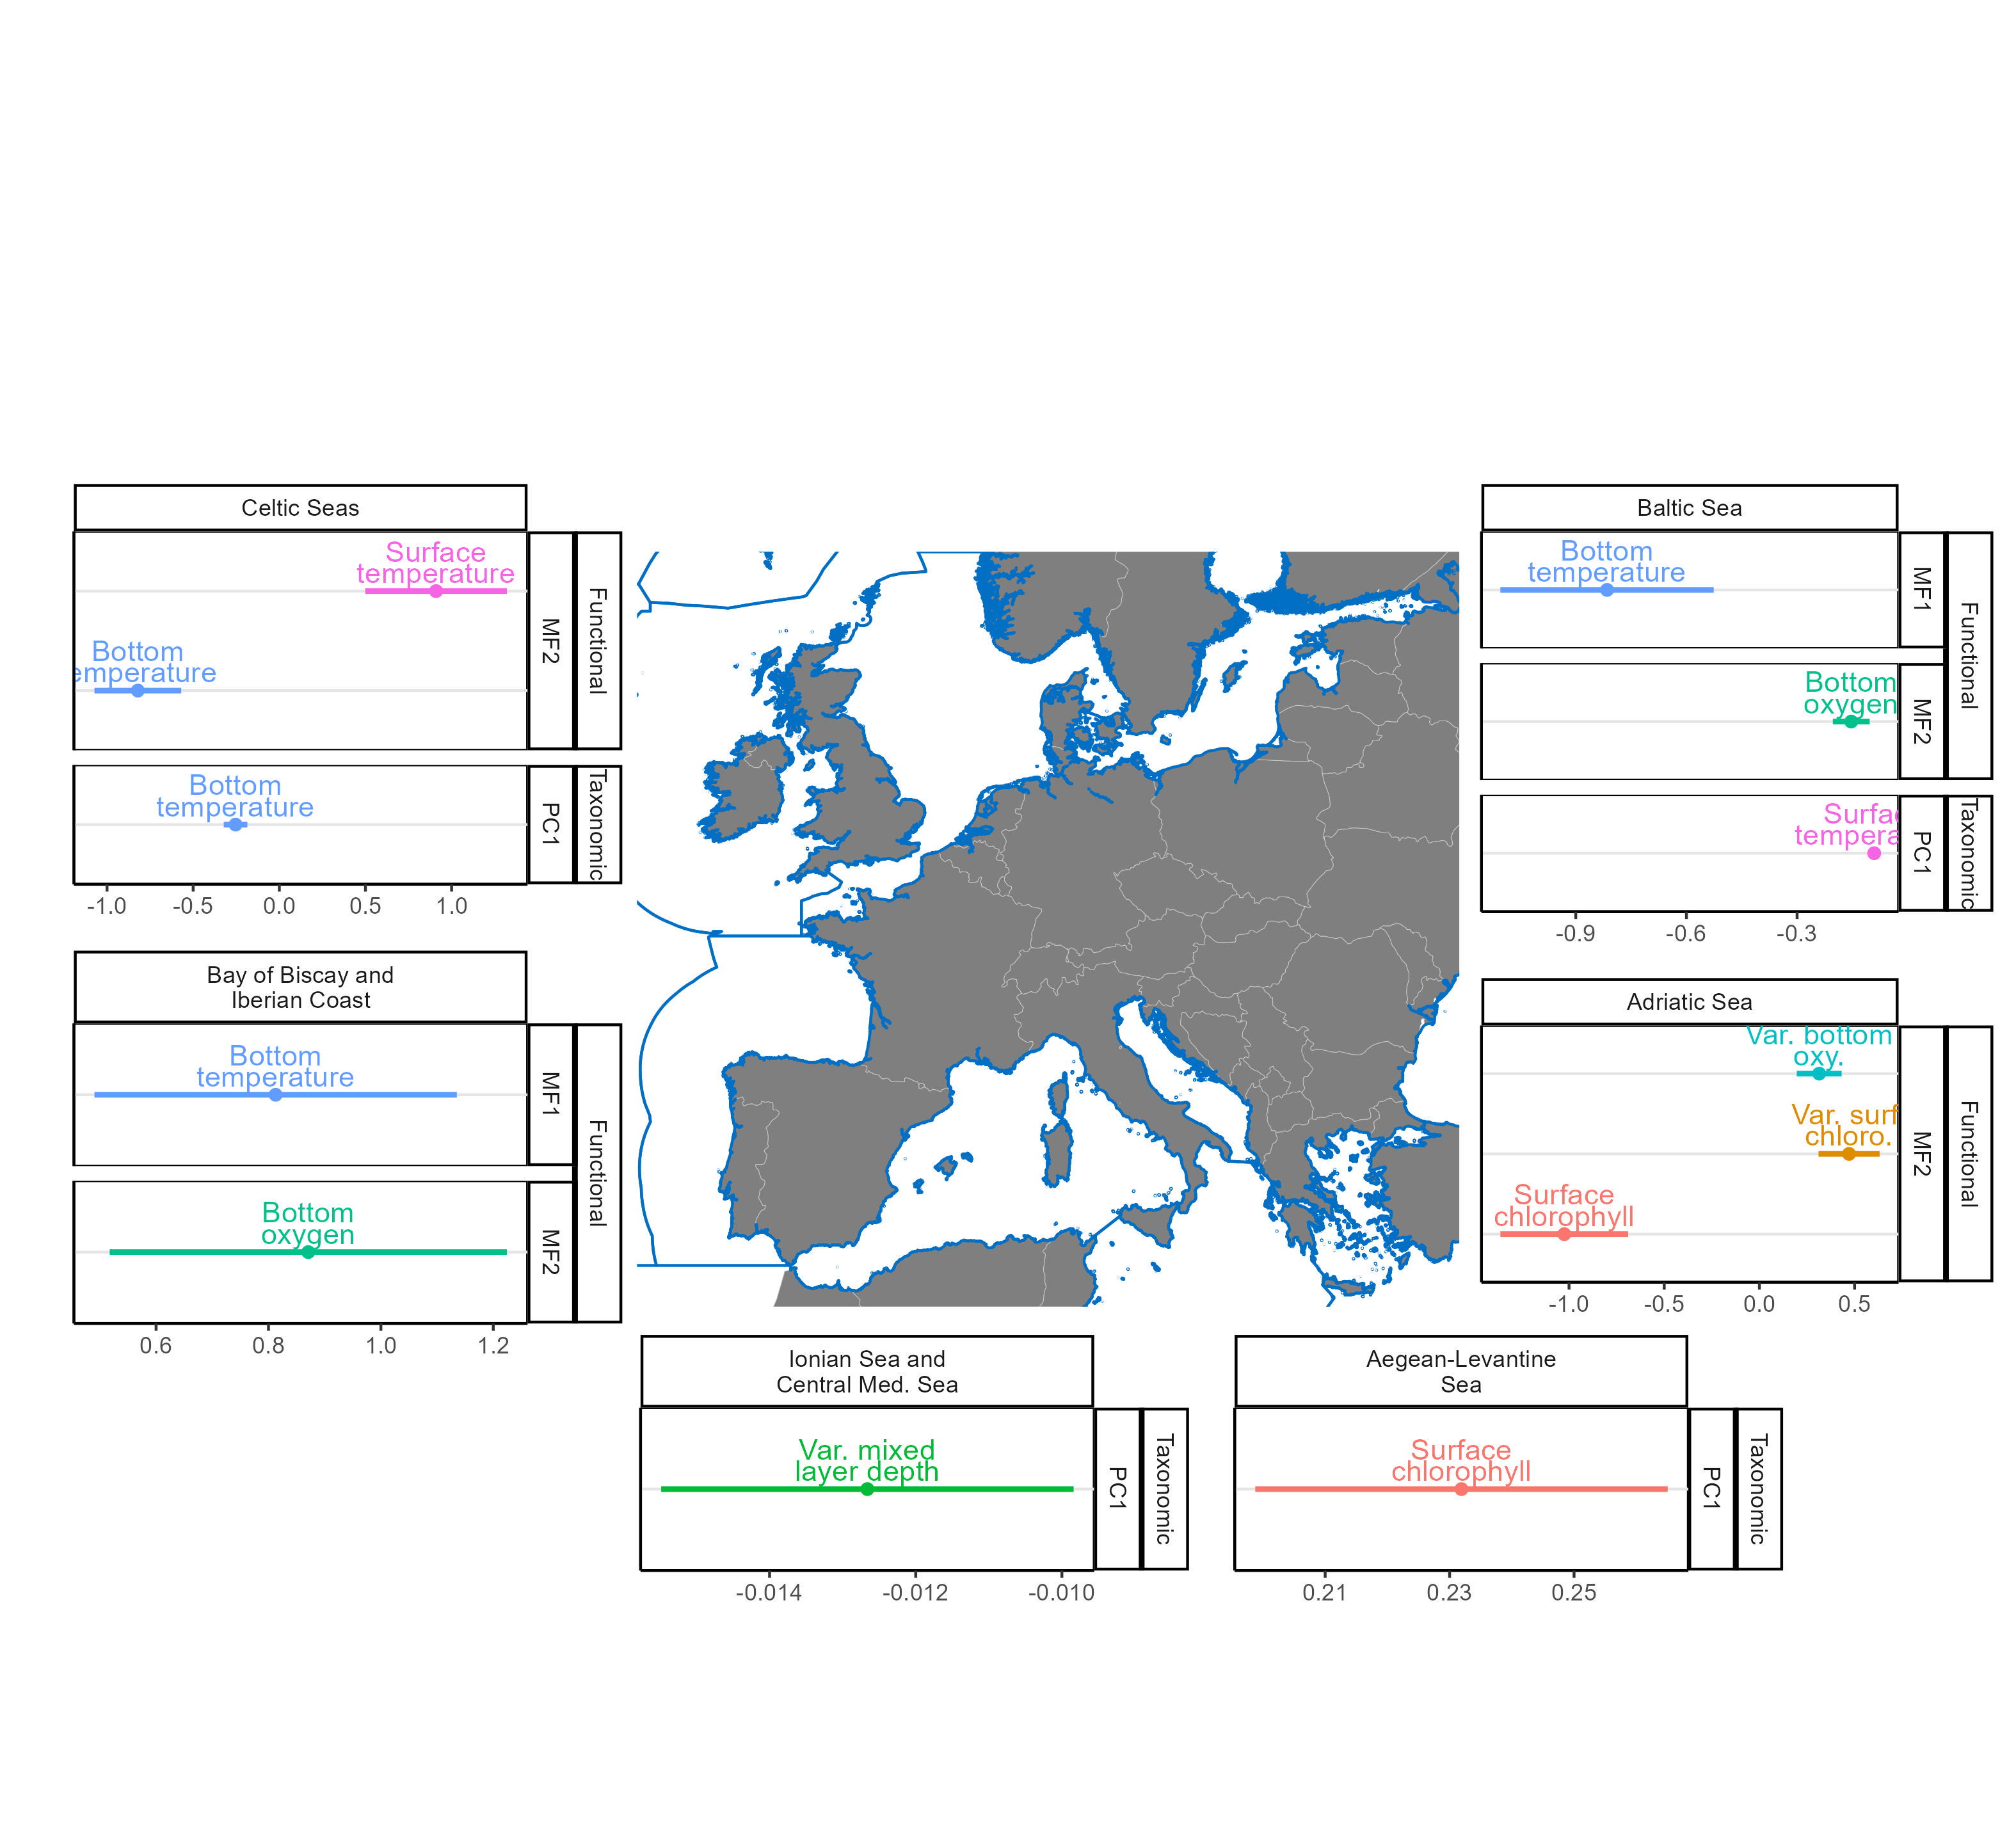 Celtic Seas
Surface
temperature
Bottom
emperature
MF2
Functional
Bottom
temperature
PC1
Taxonomic
-1.0 -0.5 0.0 0.5 1.0
Bay of Biscay and
Iberian Coast
Bottom
temperature
MF1
Bottom
oxygen
MF2
Functional
0.6 0.8 1.0 1.2
Baltic Sea
Bottom
temperature
MF1
Bottom
oxygen
MF2
Functional
Surfa
tempera
PC1
Taxonomic
-0.9 -0.6 -0.3
Adriatic Sea
Var. bottom
oxy.
Var. surf
chloro.
Surface
chlorophyll
MF2
Functional
-1.0 -0.5 0.0 0.5
Ionian Sea and
Central Med. Sea
Var. mixed
layer depth
PC1
Taxonomic
-0.014 -0.012 -0.010
Aegean-Levantine
Sea
Surface
chlorophyll
PC1
Taxonomic
0.21 0.23 0.25